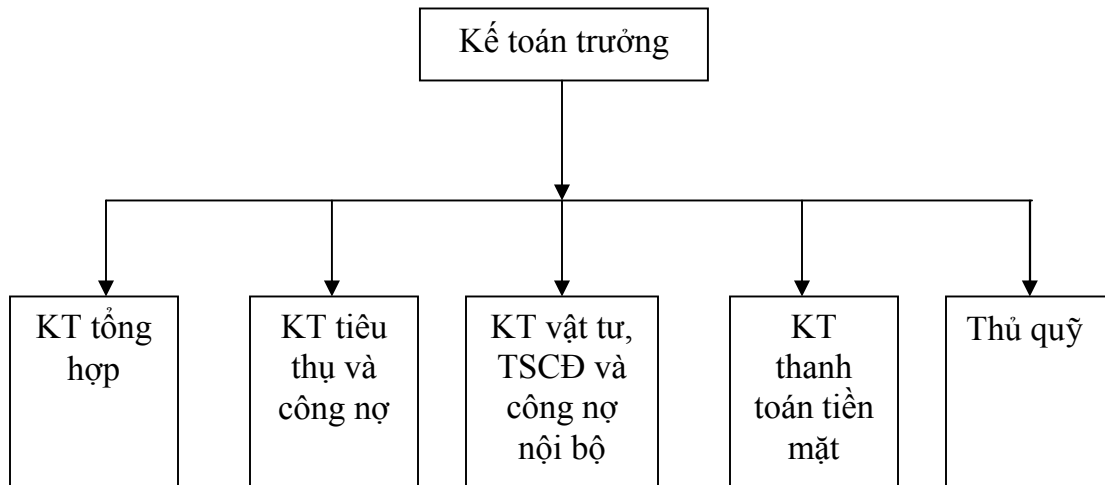 Kế toán trưởng
KT tổng
hợp
KT tiêu
thụ và
công nợ
KT vật tư,
TSCĐ và
công nợ
nội bộ
KT
thanh
toán tiền
mặt
Thủ quỹ